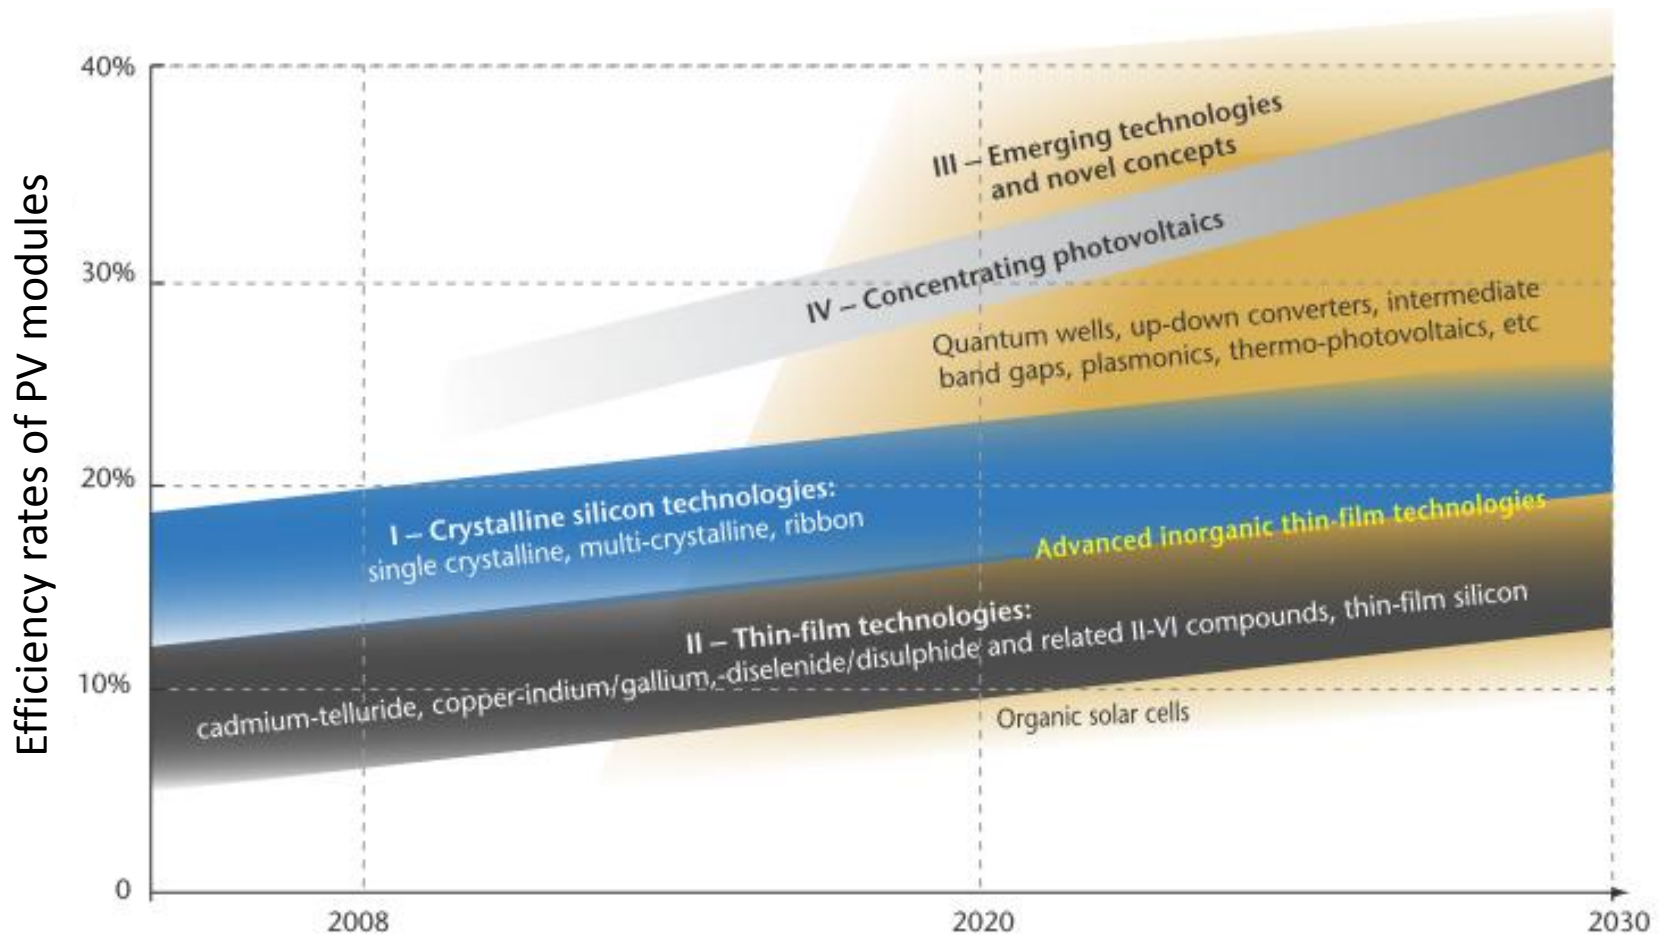 Efficiency rates of PV modules
40%
30%
20%
10%
0
III – Emerging technologies
and novel concepts
IV – Concentrating photovoltaics
Quantum wells, up-down converters, intermediate
band gaps, plasmonics, thermo-photovoltaics, etc
I – Crystalline silicon technologies:
single crystalline, multi-crystalline, ribbon
Advanced inorganic thin-film technologies
II – Thin-film technologies:
cadmium-telluride, copper-indium/gallium,-diselenide/disulphide and related II-VI compounds, thin-film silicon
Organic solar cells
2008
2020
2030